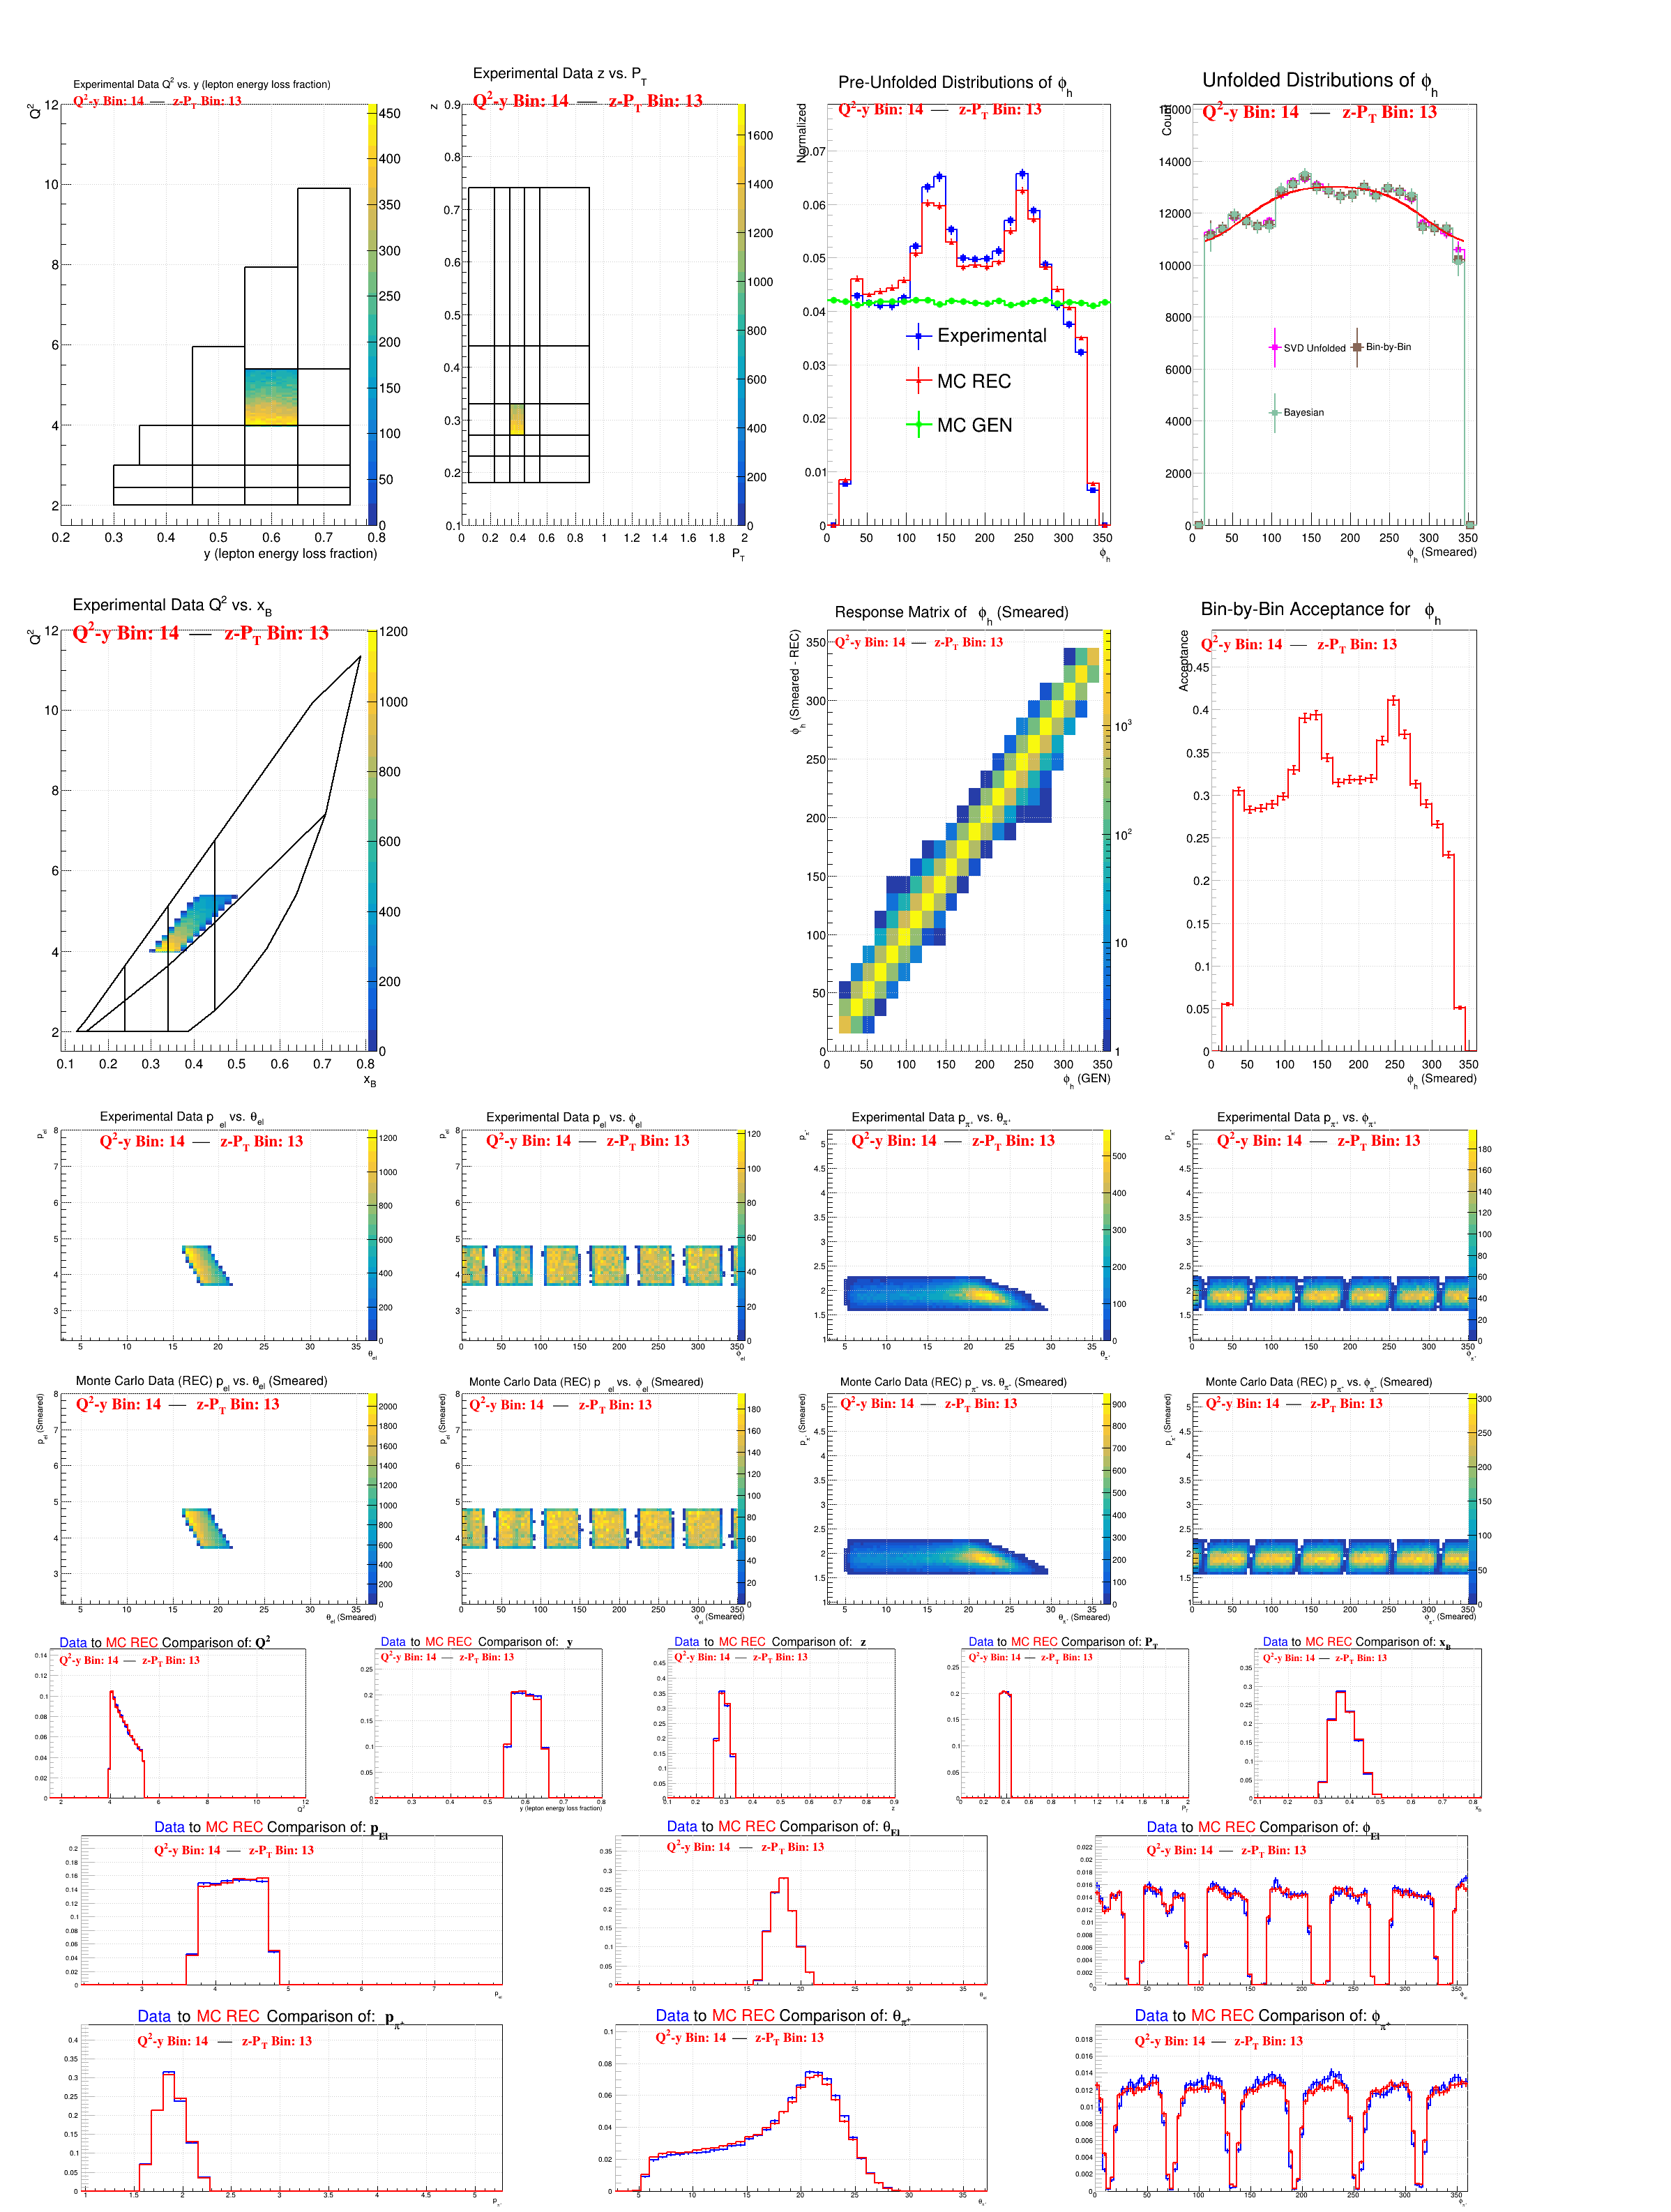 Experimental Data Q² vs. y (lepton energy loss fraction)
Q²-y Bin: 14 — z-P_T Bin: 13
Q²
y (lepton energy loss fraction)
Experimental Data z vs. P_T
Q²-y Bin: 14 — z-P_T Bin: 13
z
P_T
Pre-Unfolded Distributions of ϕ_h
Q²-y Bin: 14 — z-P_T Bin: 13
Normalized
Experimental
MC REC
MC GEN
ϕ_h
Unfolded Distributions of ϕ_h
Q²-y Bin: 14 — z-P_T Bin: 13
SVD Unfolded
Bin-by-Bin
Bayesian
ϕ_h (Smeared)
Experimental Data Q² vs. x_B
Q²-y Bin: 14 — z-P_T Bin: 13
Q²
x_B
Response Matrix of ϕ_h (Smeared)
Q²-y Bin: 14 — z-P_T Bin: 13
ϕ_h (Smeared - REC)
ϕ_h (GEN)
Bin-by-Bin Acceptance for ϕ_h
Q²-y Bin: 14 — z-P_T Bin: 13
Acceptance
ϕ_h (Smeared)
Experimental Data p_el vs. θ_el
Q²-y Bin: 14 — z-P_T Bin: 13
p_el
θ_el
Experimental Data p_el vs. ϕ_el
Q²-y Bin: 14 — z-P_T Bin: 13
p_el
ϕ_el
Experimental Data p_π⁺ vs. θ_π⁺
Q²-y Bin: 14 — z-P_T Bin: 13
p_π⁺
θ_π⁺
Experimental Data p_π⁺ vs. ϕ_π⁺
Q²-y Bin: 14 — z-P_T Bin: 13
p_π⁺
ϕ_π⁺
Monte Carlo Data (REC) p_el vs. θ_el (Smeared)
Q²-y Bin: 14 — z-P_T Bin: 13
p_el (Smeared)
θ_el (Smeared)
Monte Carlo Data (REC) p_el vs. ϕ_el (Smeared)
Q²-y Bin: 14 — z-P_T Bin: 13
p_el (Smeared)
ϕ_el (Smeared)
Monte Carlo Data (REC) p_π⁺ vs. θ_π⁺ (Smeared)
Q²-y Bin: 14 — z-P_T Bin: 13
p_π⁺ (Smeared)
θ_π⁺ (Smeared)
Monte Carlo Data (REC) p_π⁺ vs. ϕ_π⁺ (Smeared)
Q²-y Bin: 14 — z-P_T Bin: 13
p_π⁺ (Smeared)
ϕ_π⁺ (Smeared)
Data to MC REC Comparison of: Q²
Q²-y Bin: 14 — z-P_T Bin: 13
Q²
Data to MC REC Comparison of: y
Q²-y Bin: 14 — z-P_T Bin: 13
y (lepton energy loss fraction)
Data to MC REC Comparison of: z
Q²-y Bin: 14 — z-P_T Bin: 13
z
Data to MC REC Comparison of: P_T
Q²-y Bin: 14 — z-P_T Bin: 13
P_T
Data to MC REC Comparison of: x_B
Q²-y Bin: 14 — z-P_T Bin: 13
x_B
Data to MC REC Comparison of: p_El
Q²-y Bin: 14 — z-P_T Bin: 13
p_el
Data to MC REC Comparison of: θ_El
Q²-y Bin: 14 — z-P_T Bin: 13
θ_el
Data to MC REC Comparison of: ϕ_El
Q²-y Bin: 14 — z-P_T Bin: 13
ϕ_el
Data to MC REC Comparison of: p_π⁺
Q²-y Bin: 14 — z-P_T Bin: 13
p_π⁺
Data to MC REC Comparison of: θ_π⁺
Q²-y Bin: 14 — z-P_T Bin: 13
θ_π⁺
Data to MC REC Comparison of: ϕ_π⁺
Q²-y Bin: 14 — z-P_T Bin: 13
ϕ_π⁺